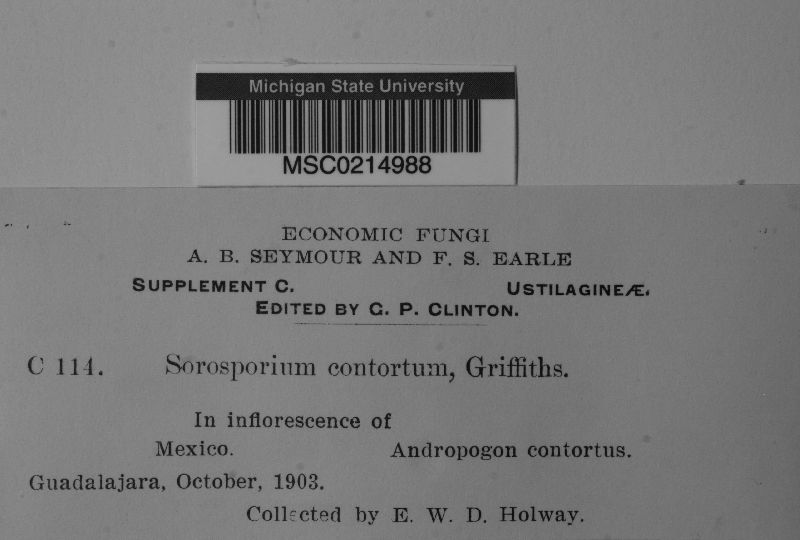 Michigan State University
MSC0214988
ECONOMIC FUNGI
A. B. SEYMOUR AND F. S. EARLE
SUPPLEMENT C. USTILAGINEÆ.
EDITED BY G. P. CLINTON.
C 114. Sorosporium contortum, Griffiths.
In inflorescence of
Mexico. Andropogon contortus.
Guadalajara, October, 1903.
Collected by E. W. D. Holway.